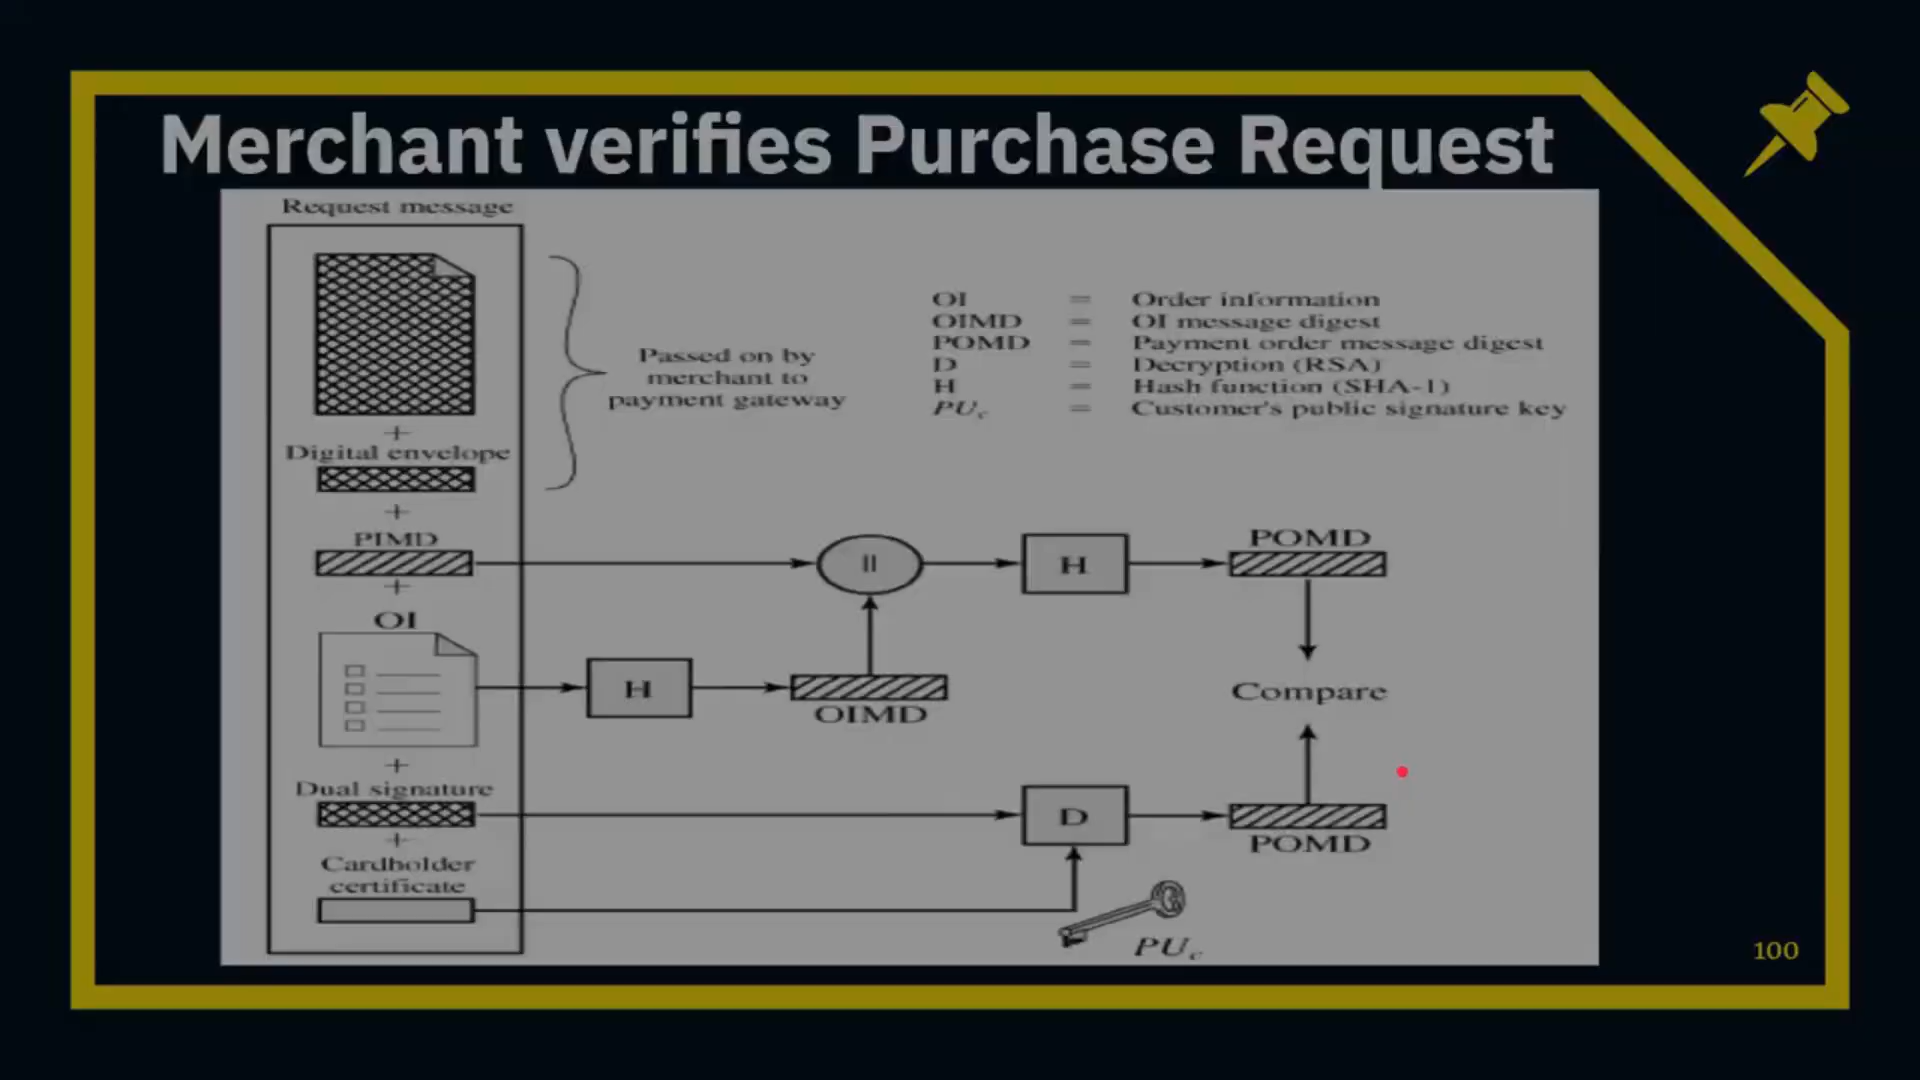 Merchant verifies Purchase Request
Request message
Passed on by
merchant to
payment gateway
OI = Order information
OIMD = OI message digest
POMD = Payment order message digest
D = Decryption (RSA)
H = Hash function (SHA-1)
PUc = Customer's public signature key
+
Digital envelope
+
PIMD
+
OI
+
Dual signature
+
Cardholder
certificate
||
H
POMD
H
OIMD
Compare
D
POMD
PUc
100